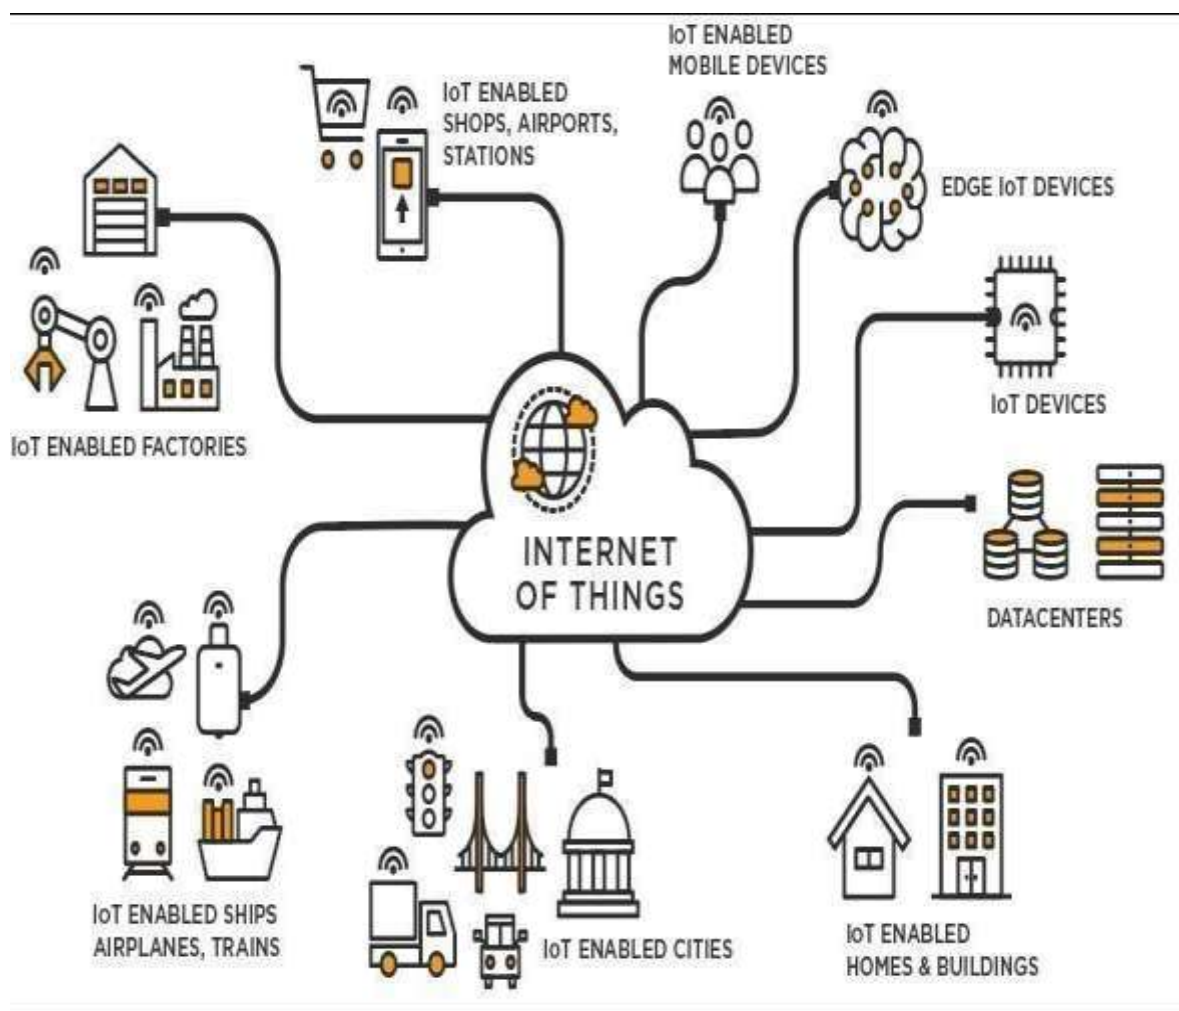 IoT ENABLED
MOBILE DEVICES
IoT ENABLED
SHOPS, AIRPORTS,
STATIONS
EDGE IoT DEVICES
IoT DEVICES
IoT ENABLED FACTORIES
INTERNET
OF THINGS
DATACENTERS
IoT ENABLED SHIPS
AIRPLANES, TRAINS
IoT ENABLED CITIES
IoT ENABLED
HOMES & BUILDINGS